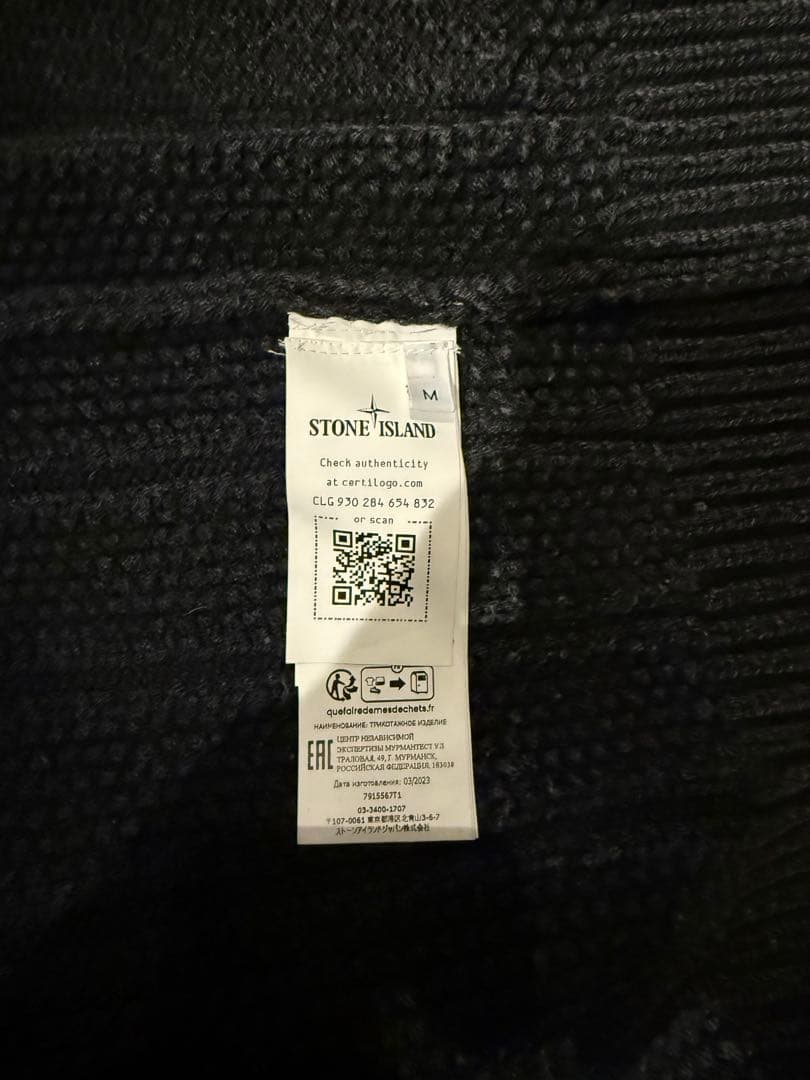 M
STONE ISLAND
Check authenticity
at certilogo.com
CLG 930 284 654 832
or scan
quefairedemesdechets.fr
НАИМЕНОВАНИЕ: ТРИКОТАЖНОЕ ИЗДЕЛИЕ
EAC
ЦЕНТР НЕЗАВИСИМОЙ
ЭКСПЕРТИЗЫ МУРМАНТЕСТ УЛ
ТРАЛОВАЯ, 49, Г. МУРМАНСК,
РОССИЙСКАЯ ФЕДЕРАЦИЯ, 183038
Дата изготовления: 03/2023
7915567T1
03-3400-1707
〒107-0061 東京都港区北青山3-6-7
ストーンアイランドジャパン株式会社